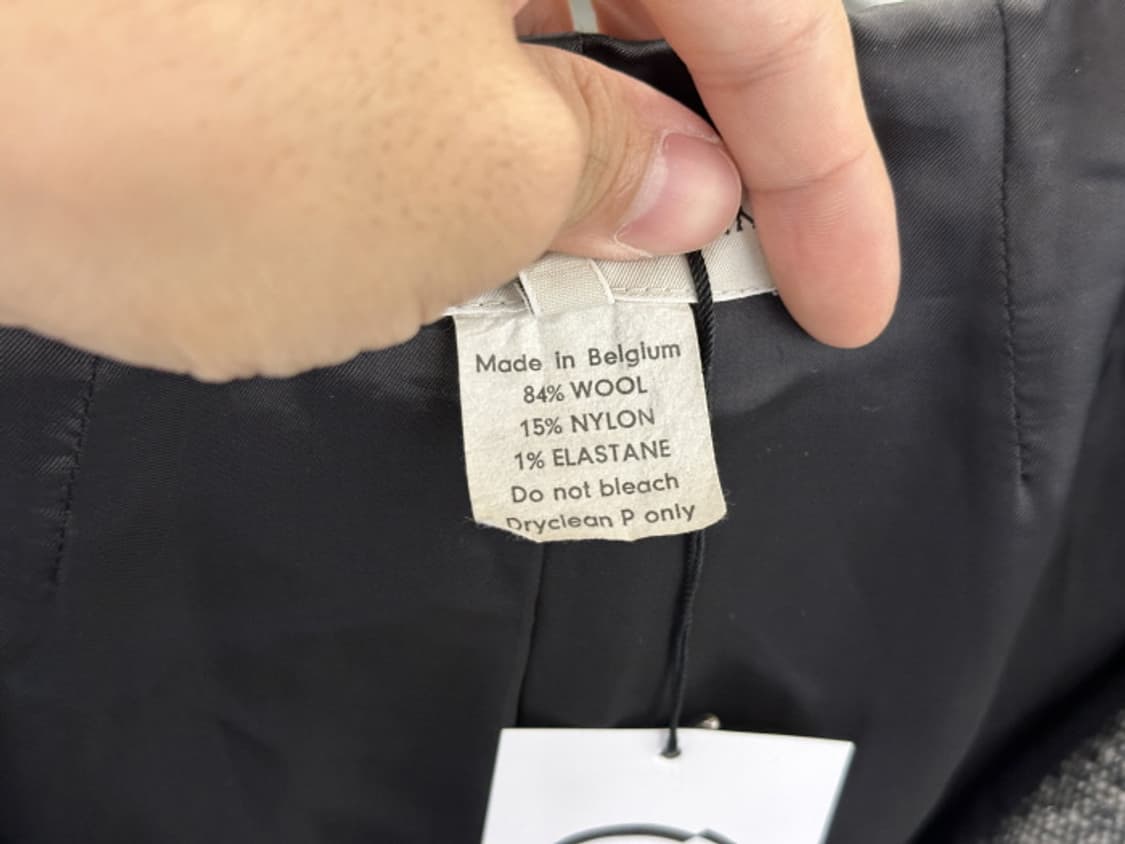 Made in Belgium
84% WOOL
15% NYLON
1% ELASTANE
Do not bleach
Dryclean P only